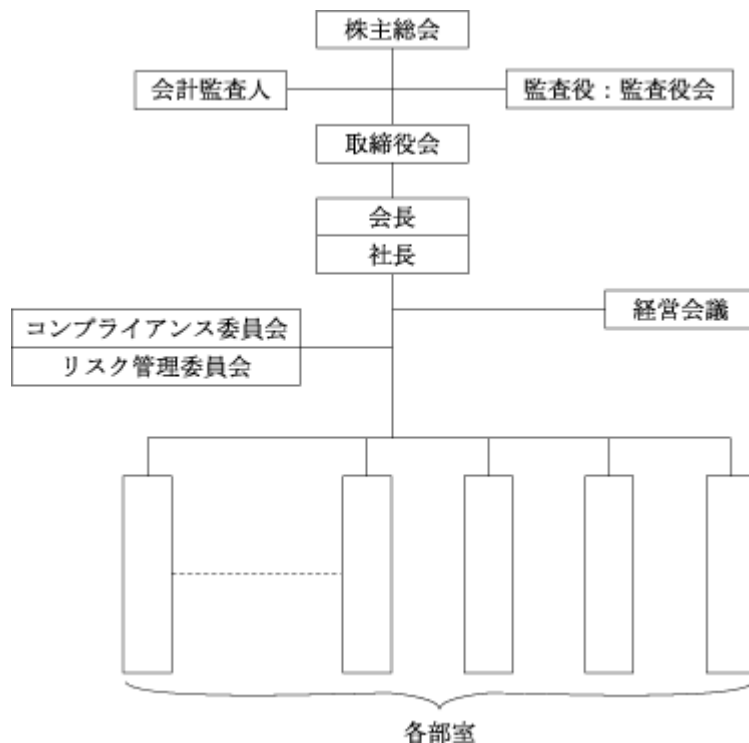 株主総会
会計監査人
監査役：監査役会
取締役会
会長
社長
経営会議
コンプライアンス委員会
リスク管理委員会
各部室